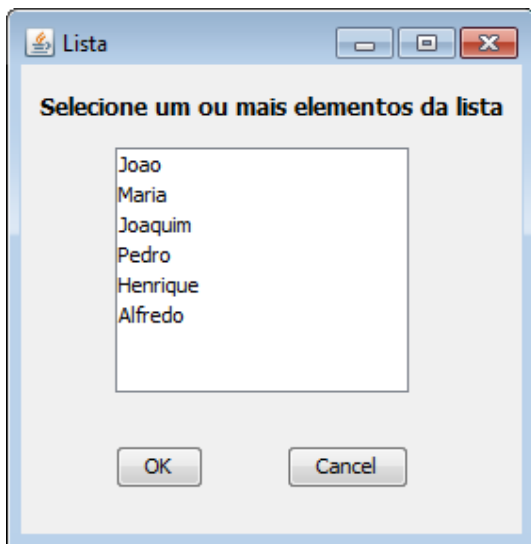 Lista
Selecione um ou mais elementos da lista
Joao
Maria
Joaquim
Pedro
Henrique
Alfredo
OK Cancel